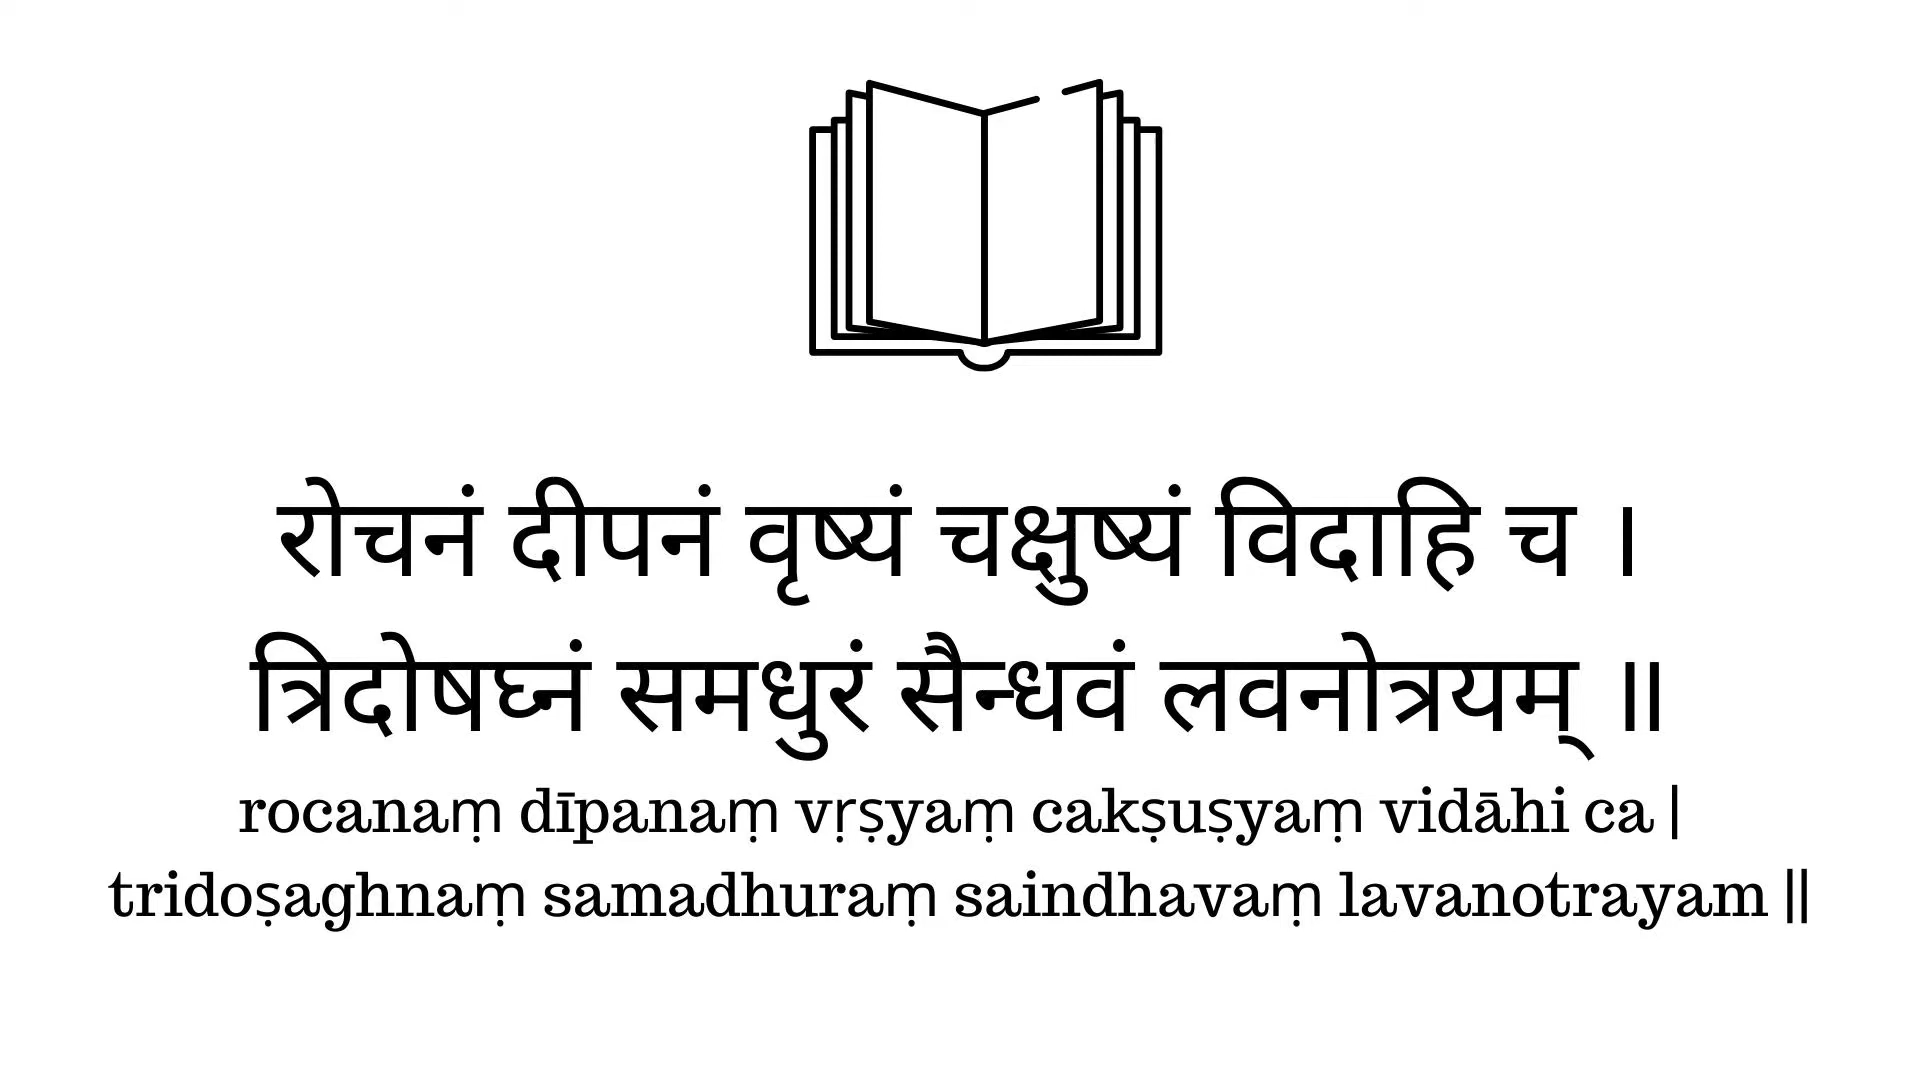 रोचनं दीपनं वृष्यं चक्षुष्यं विदाहि च ।
त्रिदोषघ्नं समधुरं सैन्धवं लवनोत्रयम् ॥
rocanaṃ dīpanaṃ vṛṣyaṃ cakṣuṣyaṃ vidāhi ca |
tridoṣaghnaṃ samadhuraṃ saindhavaṃ lavanotrayam ||